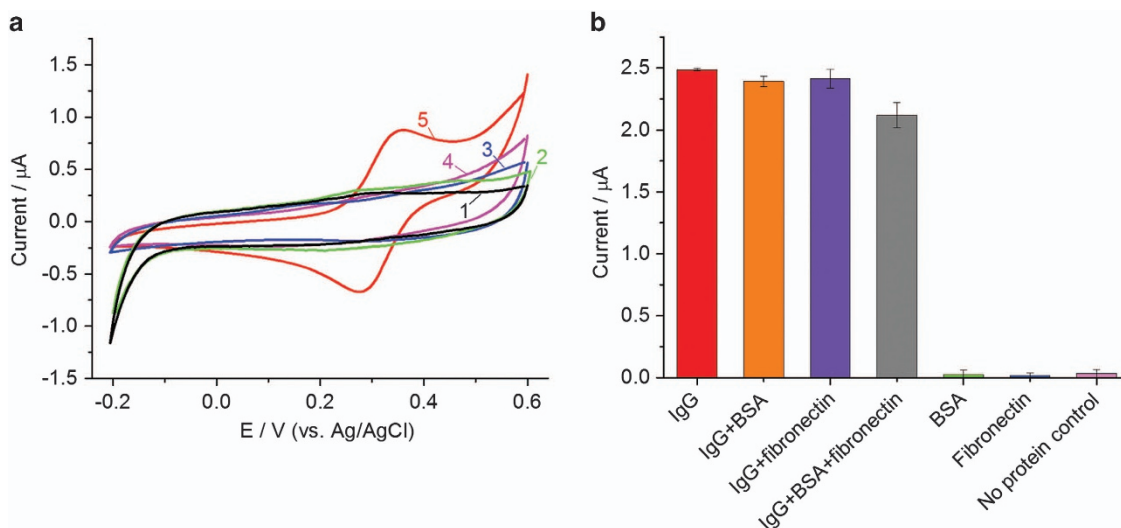 a
1.5
1.0
0.5
0.0
-0.5
-1.0
-1.5
Current / μA
-0.2
0.0
0.2
0.4
0.6
E / V (vs. Ag/AgCl)
5
4
3
2
1
b
2.5
2.0
1.5
1.0
0.5
0.0
Current / μA
IgG
IgG+BSA
IgG+fibronectin
IgG+BSA+fibronectin
BSA
Fibronectin
No protein control